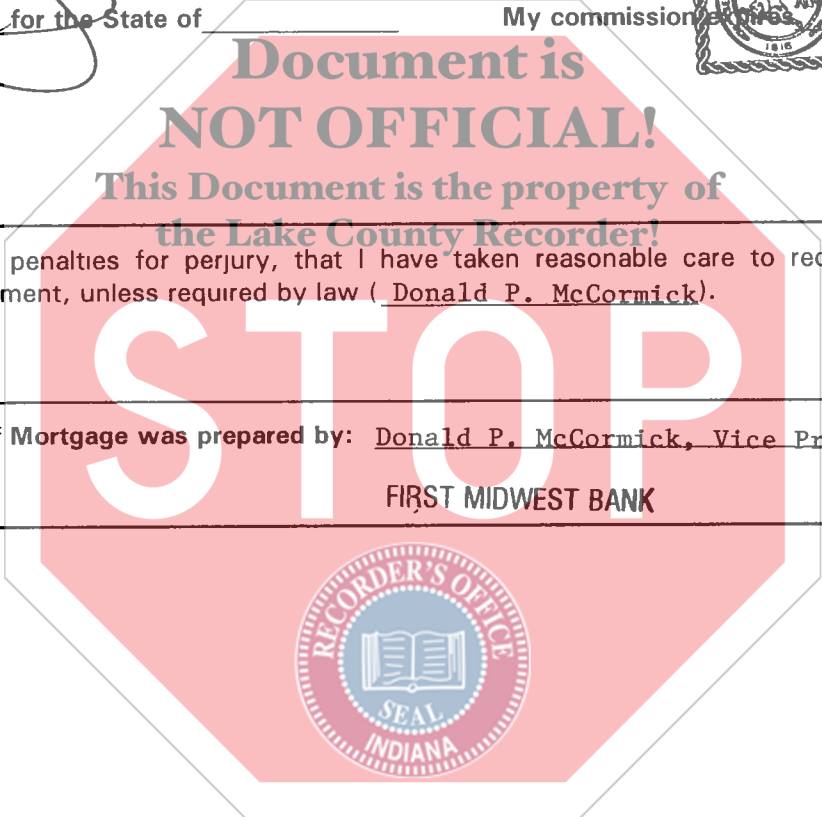 for the State of
My commission expires
1816
Document is
NOT OFFICIAL!
This Document is the property of
the Lake County Recorder!
penalties for perjury, that I have taken reasonable care to
ment, unless required by law ( Donald P. McCormick).
STOP
Mortgage was prepared by: Donald P. McCormick, Vice
FIRST MIDWEST BANK
RECORDER'S OFFICE
SEAL
INDIANA